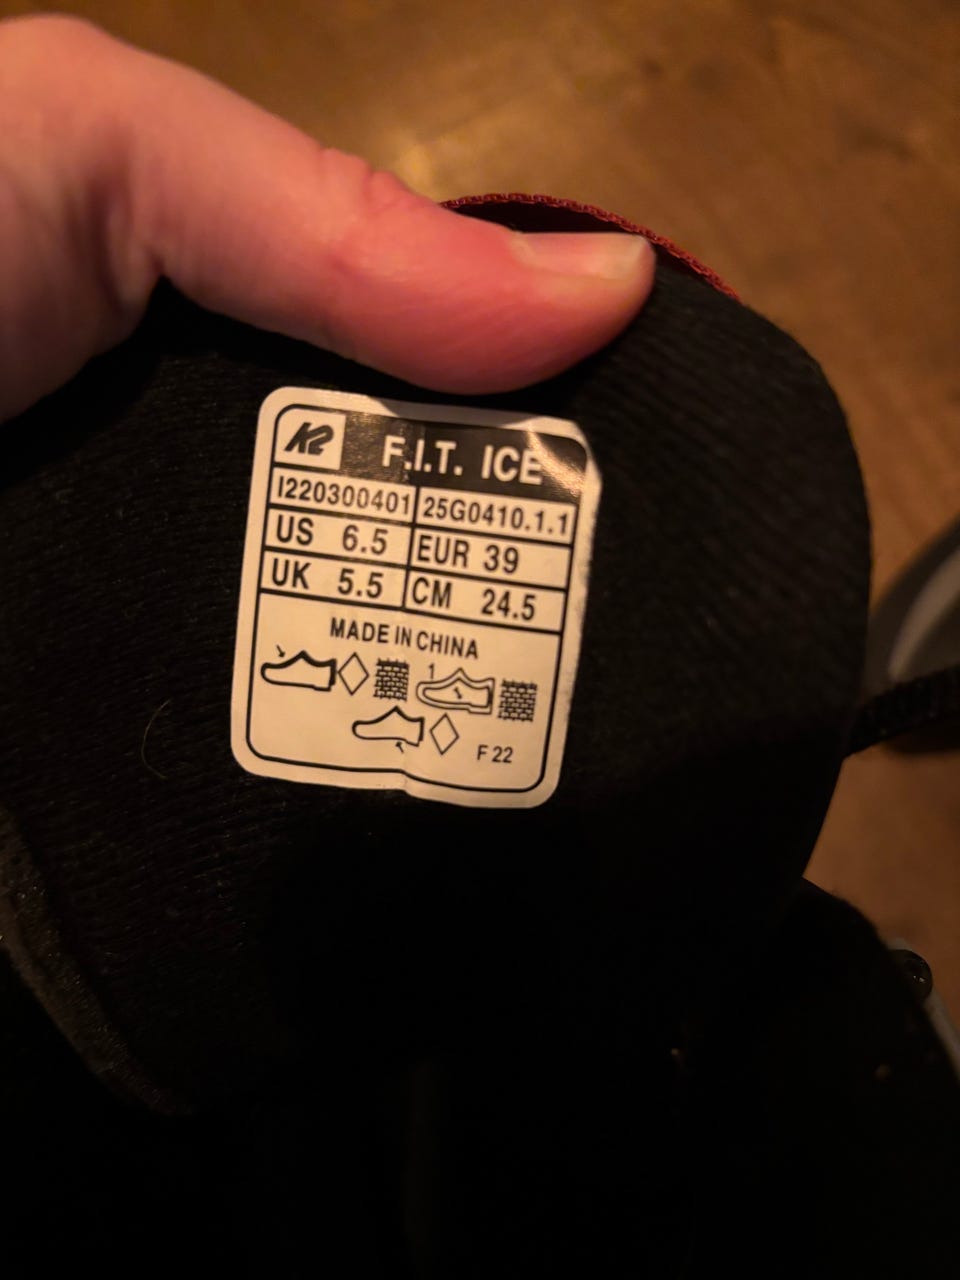 K2 F.I.T. ICE
I220300401 25G0410.1.1
US 6.5 EUR 39
UK 5.5 CM 24.5
MADE IN CHINA
1
F 22